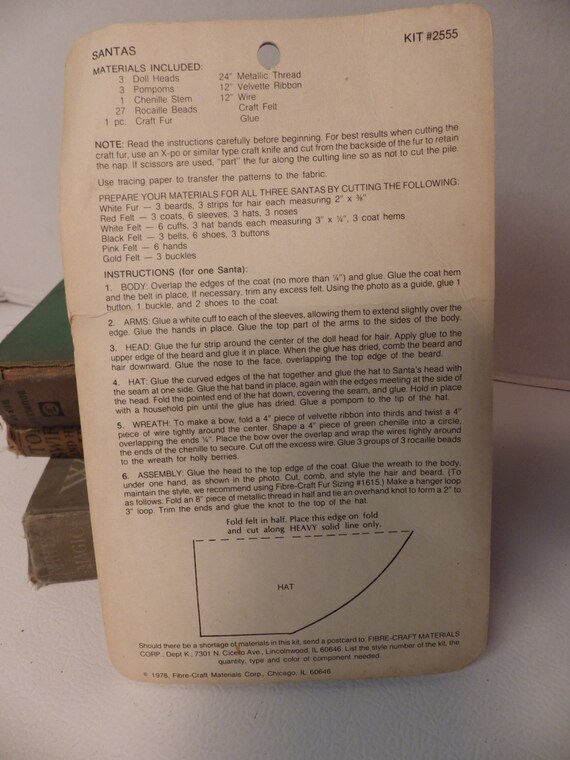 SANTAS
KIT #2555
MATERIALS INCLUDED:
3 Doll Heads
3 Pompoms
1 Chenille Stem
27 Rocaille Beads
1 pc. Craft Fur
24" Metallic Thread
12" Velvette Ribbon
12" Wire
Craft Felt
Glue
NOTE: Read the instructions carefully before beginning. For best results when cutting the
craft fur, use an X-po or similar type craft knife and cut from the backside of the fur to retain
the nap. If scissors are used, "part" the fur along the cutting line so as not to cut the pile.
Use tracing paper to transfer the patterns to the fabric.
PREPARE YOUR MATERIALS FOR ALL THREE SANTAS BY CUTTING THE FOLLOWING:
White Fur — 3 beards, 3 strips for hair each measuring 2" x ⅜"
Red Felt — 3 coats, 6 sleeves, 3 hats, 3 noses
White Felt — 6 cuffs, 3 hat bands each measuring 3" x ¼", 3 coat hems
Black Felt — 3 belts, 6 shoes, 3 buttons
Pink Felt — 6 hands
Gold Felt — 3 buckles
INSTRUCTIONS (for one Santa):
1. BODY: Overlap the edges of the coat (no more than ¼") and glue. Glue the coat hem
and the belt in place, if necessary, trim any excess felt. Using the photo as a guide, glue 1
button, 1 buckle, and 2 shoes to the coat.
2. ARMS: Glue a white cuff to each of the sleeves, allowing them to extend slightly over the
edge. Glue the hands in place. Glue the top part of the arms to the sides of the body.
3. HEAD: Glue the fur strip around the center of the doll head for hair. Apply glue to the
upper edge of the beard and glue it in place. When the glue has dried, comb the beard and
hair downward. Glue the nose to the face, overlapping the top edge of the beard.
4. HAT: Glue the curved edges of the hat together and glue the hat to Santa's head with
the seam at one side. Glue the hat band in place, again with the edges meeting at the side of
the head. Fold the pointed end of the hat down, covering the seam, and glue. Hold in place
with a household pin until the glue has dried. Glue a pompom to the tip of the hat.
5. WREATH: To make a bow, fold a 4" piece of velvette ribbon into thirds and twist a 4"
piece of wire tightly around the center. Shape a 4" piece of green chenille into a circle,
overlapping the ends ¼". Place the bow over the overlap and wrap the wires tightly around
the ends of the chenille to secure. Cut off the excess wire. Glue 3 groups of 3 rocaille beads
to the wreath for holly berries.
6. ASSEMBLY: Glue the head to the top edge of the coat. Glue the wreath to the body,
under one hand, as shown in the photo. Cut, comb, and style the hair and beard. (To
maintain the style, we recommend using Fibre-Craft Fur Sizing #1615.) Make a hanger loop
as follows: Fold an 8" piece of metallic thread in half and tie an overhand knot to form a 2" to
3" loop. Trim the ends and glue the knot to the top of the hat.
Fold felt in half. Place this edge on fold
and cut along HEAVY solid line only.
HAT
Should there be a shortage of materials in this kit, send a postcard to: FIBRE-CRAFT MATERIALS
CORP., Dept K., 7301 N. Cicero Ave., Lincolnwood, IL 60646. List the style number of the kit, the
quantity, type and color of component needed.
© 1978, Fibre-Craft Materials Corp., Chicago, IL 60646